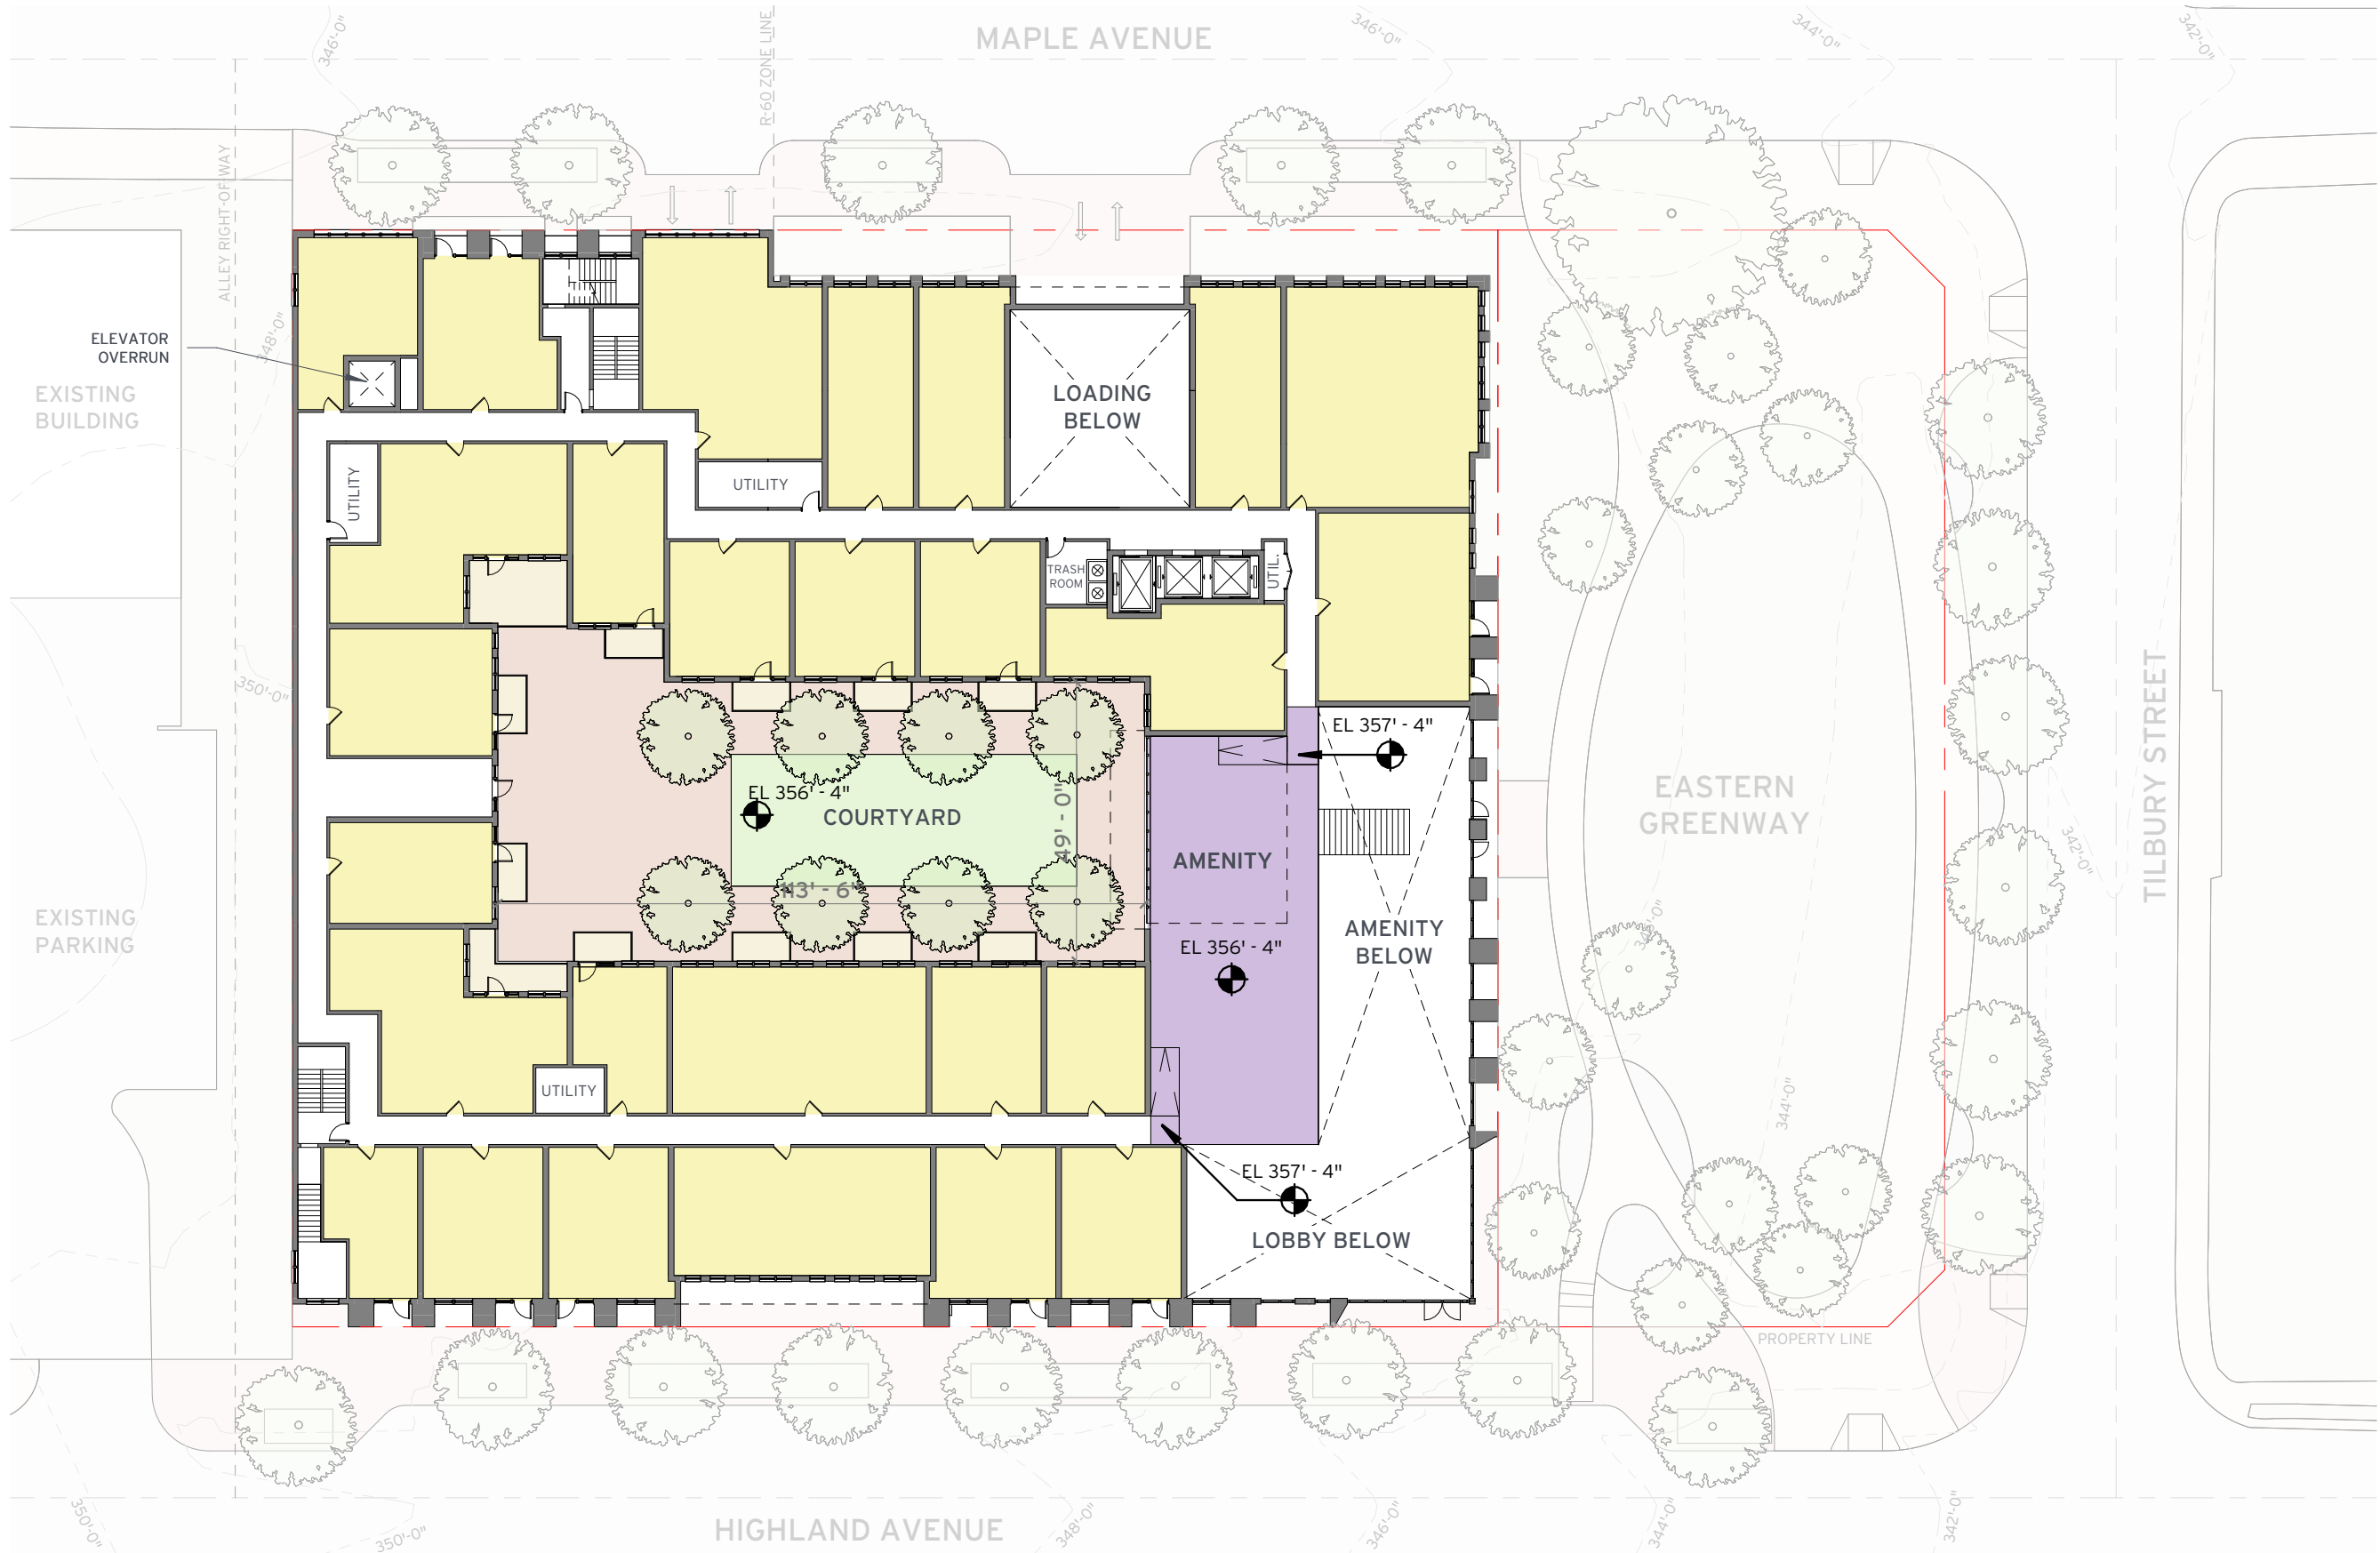 MAPLE AVENUE
346'-0"
R-60 ZONE LINE
346'-0"
344'-0"
342'-0"
ALLEY RIGHT-OF-WAY
ELEVATOR
OVERRUN
348'-0"
EXISTING
BUILDING
LOADING
BELOW
UTILITY
UTILITY
TRASH
ROOM
UTIL.
350'-0"
EL 357' - 4"
EL 356' - 4"
COURTYARD
49' - 0"
113' - 6"
AMENITY
EL 356' - 4"
AMENITY
BELOW
EASTERN
GREENWAY
TILBURY STREET
342'-0"
EXISTING
PARKING
344'-0"
UTILITY
EL 357' - 4"
LOBBY BELOW
PROPERTY LINE
350'-0"
350'-0"
HIGHLAND AVENUE
348'-0"
346'-0"
344'-0"
342'-0"